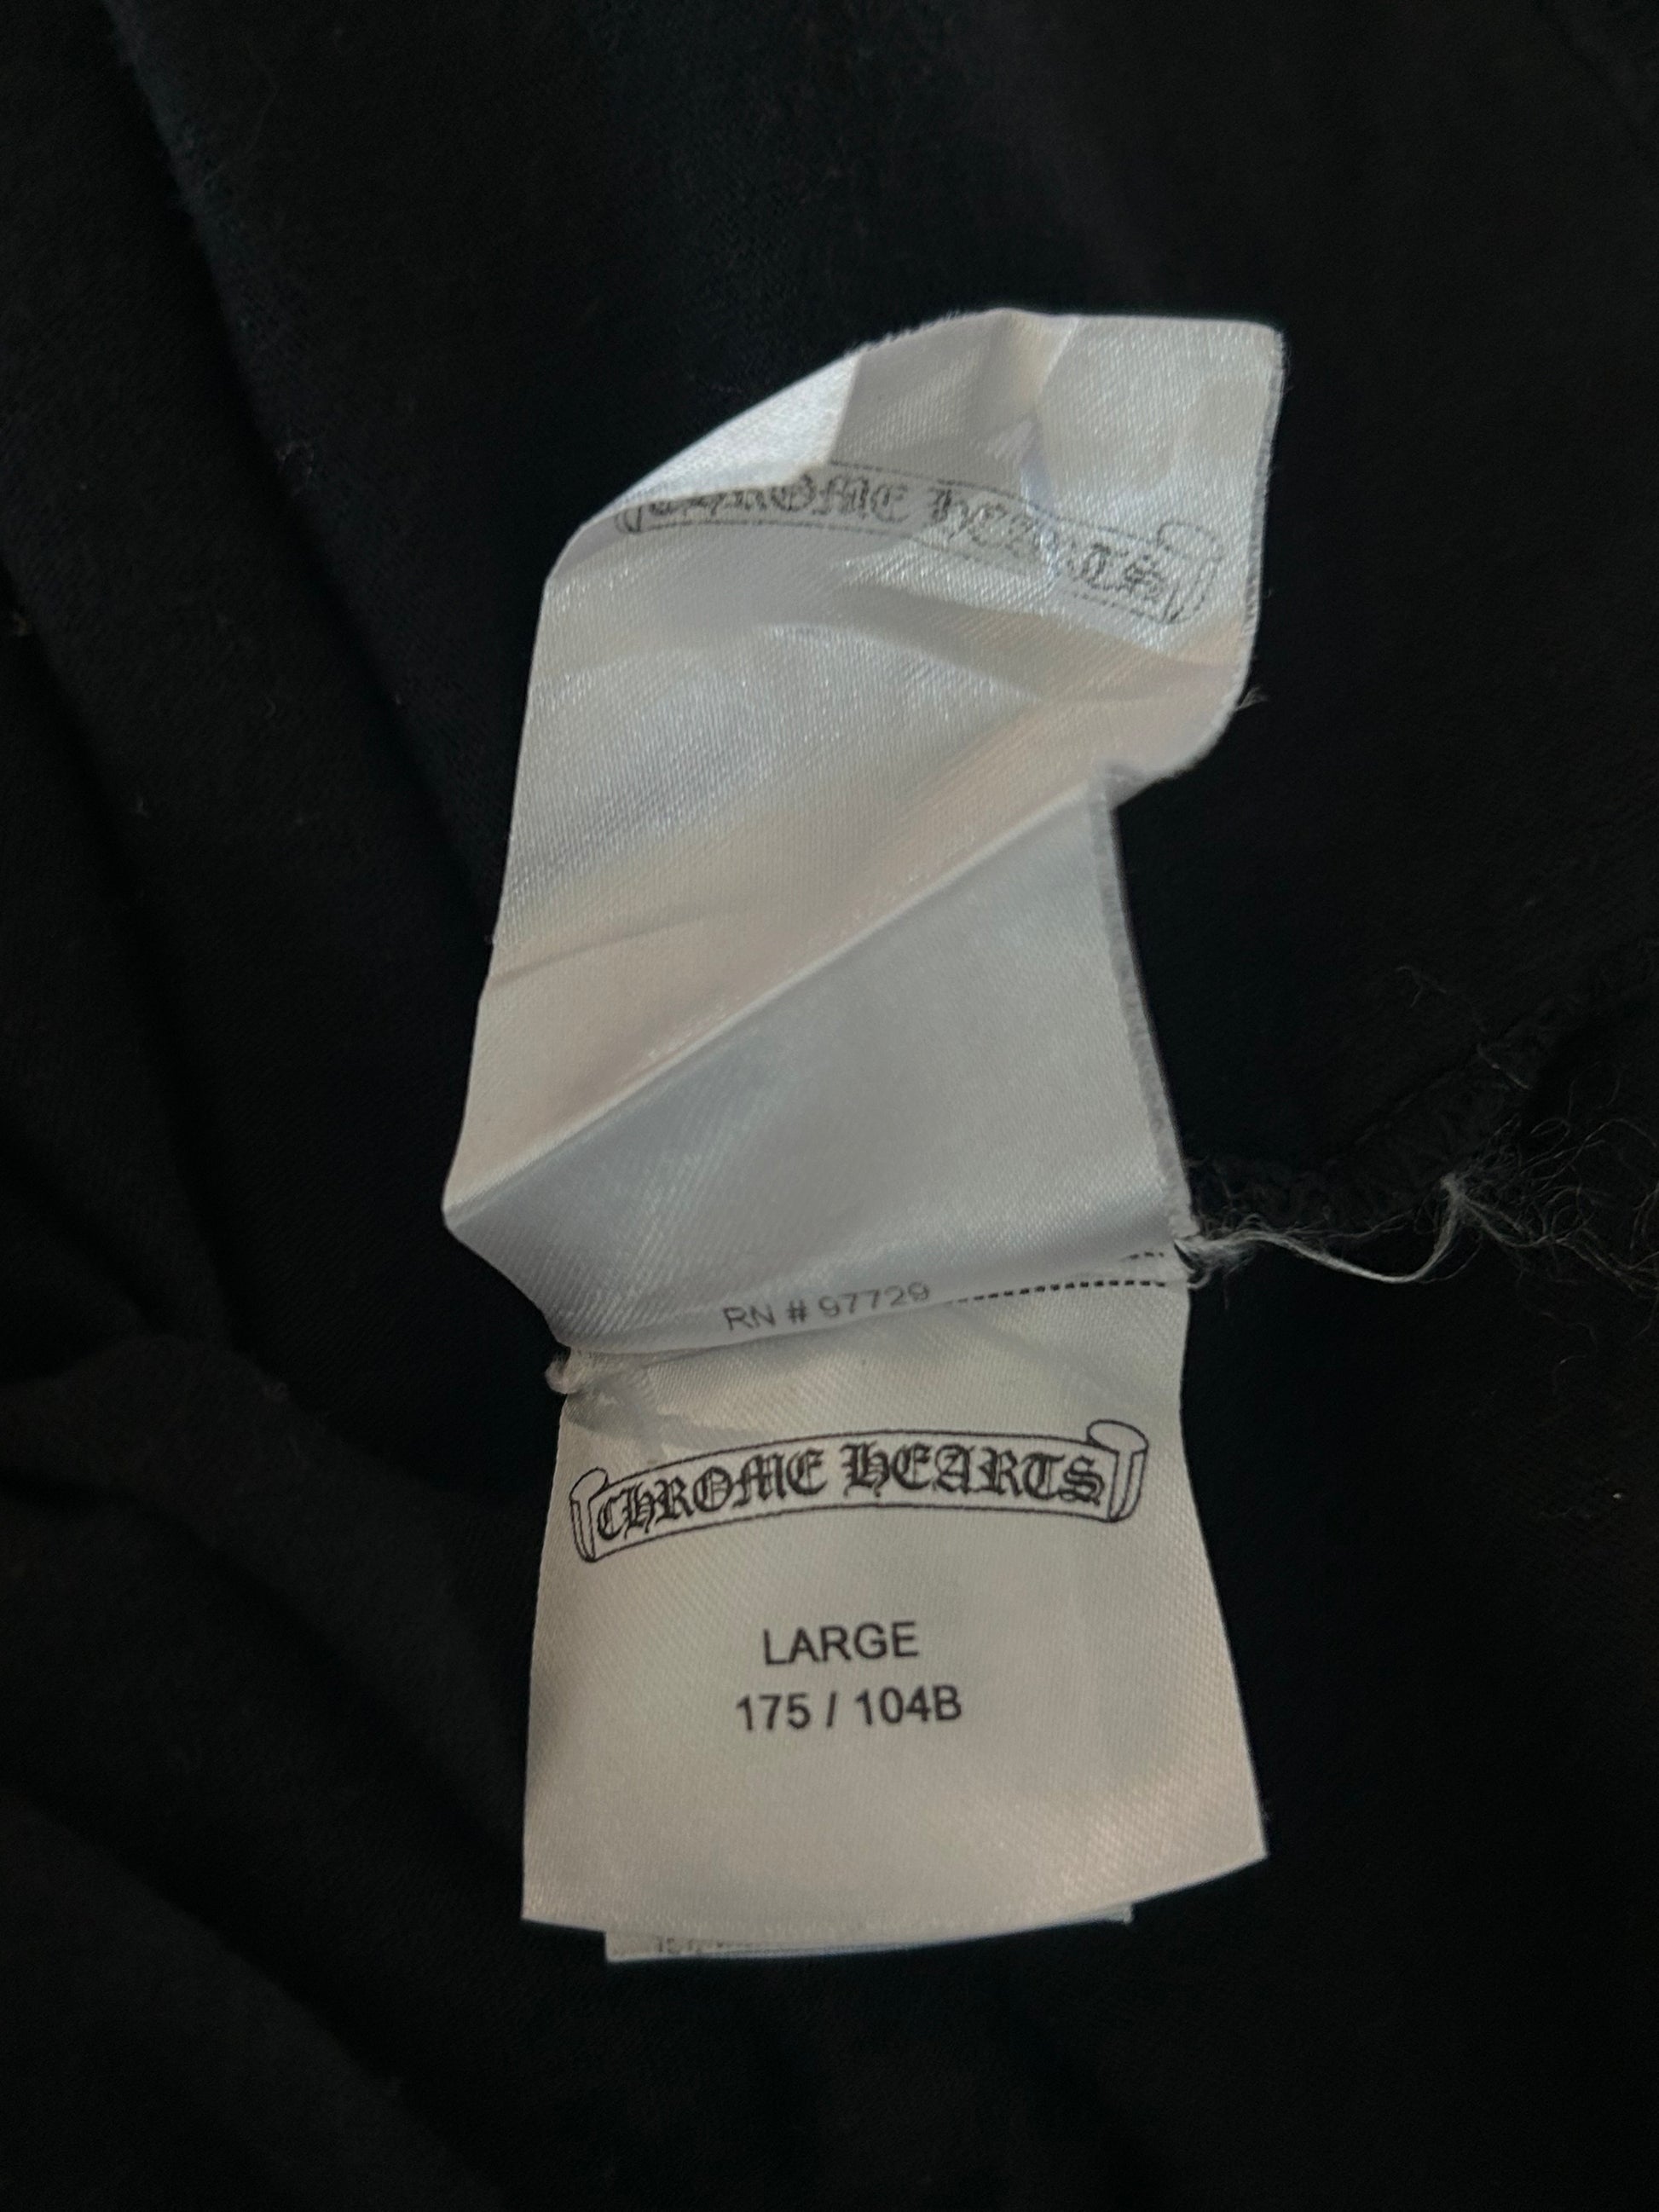 CHROME HEARTS
RN # 97729
CHROME HEARTS
LARGE
175 / 104B